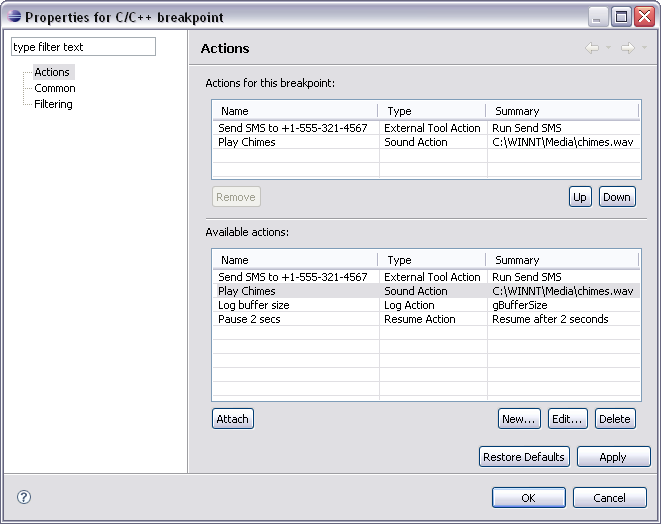 Properties for C/C++ breakpoint
type filter text
Actions
Common
Filtering
Actions
Actions for this breakpoint:
Name Type Summary
Send SMS to +1-555-321-4567 External Tool Action Run Send SMS
Play Chimes Sound Action C:\WINNT\Media\chimes.wav
Remove Up Down
Available actions:
Name Type Summary
Send SMS to +1-555-321-4567 External Tool Action Run Send SMS
Play Chimes Sound Action C:\WINNT\Media\chimes.wav
Log buffer size Log Action gBufferSize
Pause 2 secs Resume Action Resume after 2 seconds
Attach New... Edit... Delete
Restore Defaults Apply
? OK Cancel